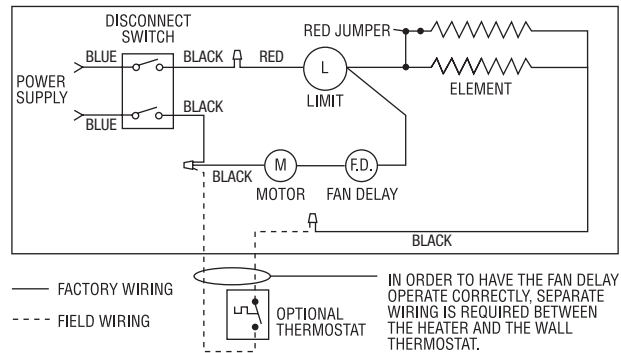 DISCONNECT
SWITCH
RED JUMPER
BLUE
BLACK
RED
L
LIMIT
ELEMENT
POWER
SUPPLY
BLUE
BLACK
BLACK
M
MOTOR
F.D.
FAN DELAY
BLACK
FACTORY WIRING
FIELD WIRING
OPTIONAL
THERMOSTAT
IN ORDER TO HAVE THE FAN DELAY
OPERATE CORRECTLY, SEPARATE
WIRING IS REQUIRED BETWEEN
THE HEATER AND THE WALL
THERMOSTAT.